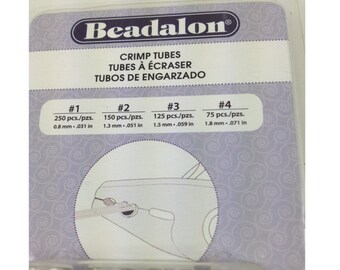 Beadalon®
CRIMP TUBES
TUBES À ÉCRASER
TUBOS DE ENGARZADO
#1 #2 #3 #4
250 pcs./pzs. 150 pcs./pzs. 125 pcs./pzs. 75 pcs./pzs.
0.8 mm • .031 in 1.3 mm • .051 in 1.5 mm • .059 in 1.8 mm • .071 in